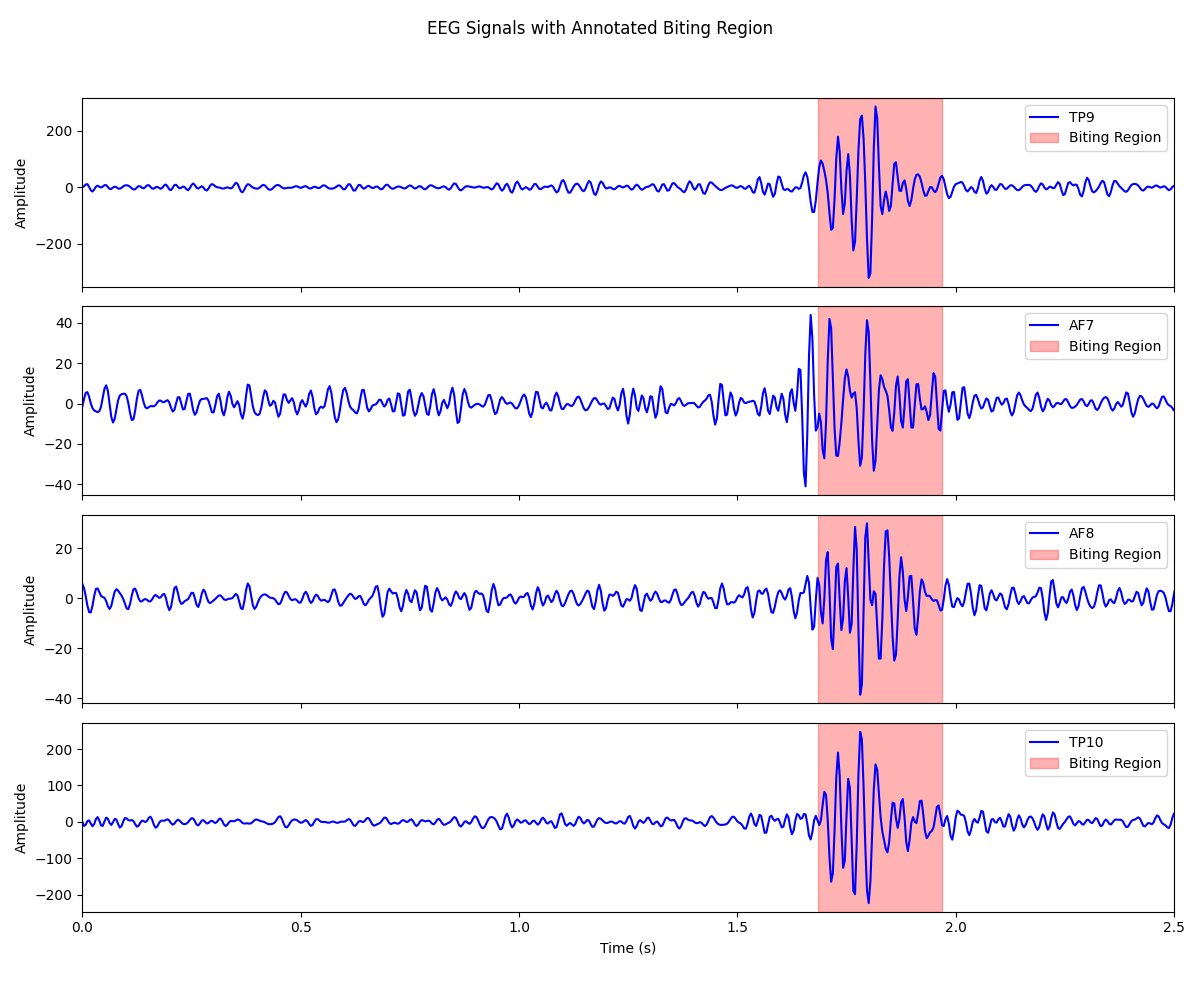 EEG Signals with Annotated Biting Region
200
0
−200
Amplitude
TP9
Biting Region
40
20
0
−20
−40
Amplitude
AF7
Biting Region
20
0
−20
−40
Amplitude
AF8
Biting Region
200
100
0
−100
−200
Amplitude
TP10
Biting Region
0.0 0.5 1.0 1.5 2.0 2.5
Time (s)